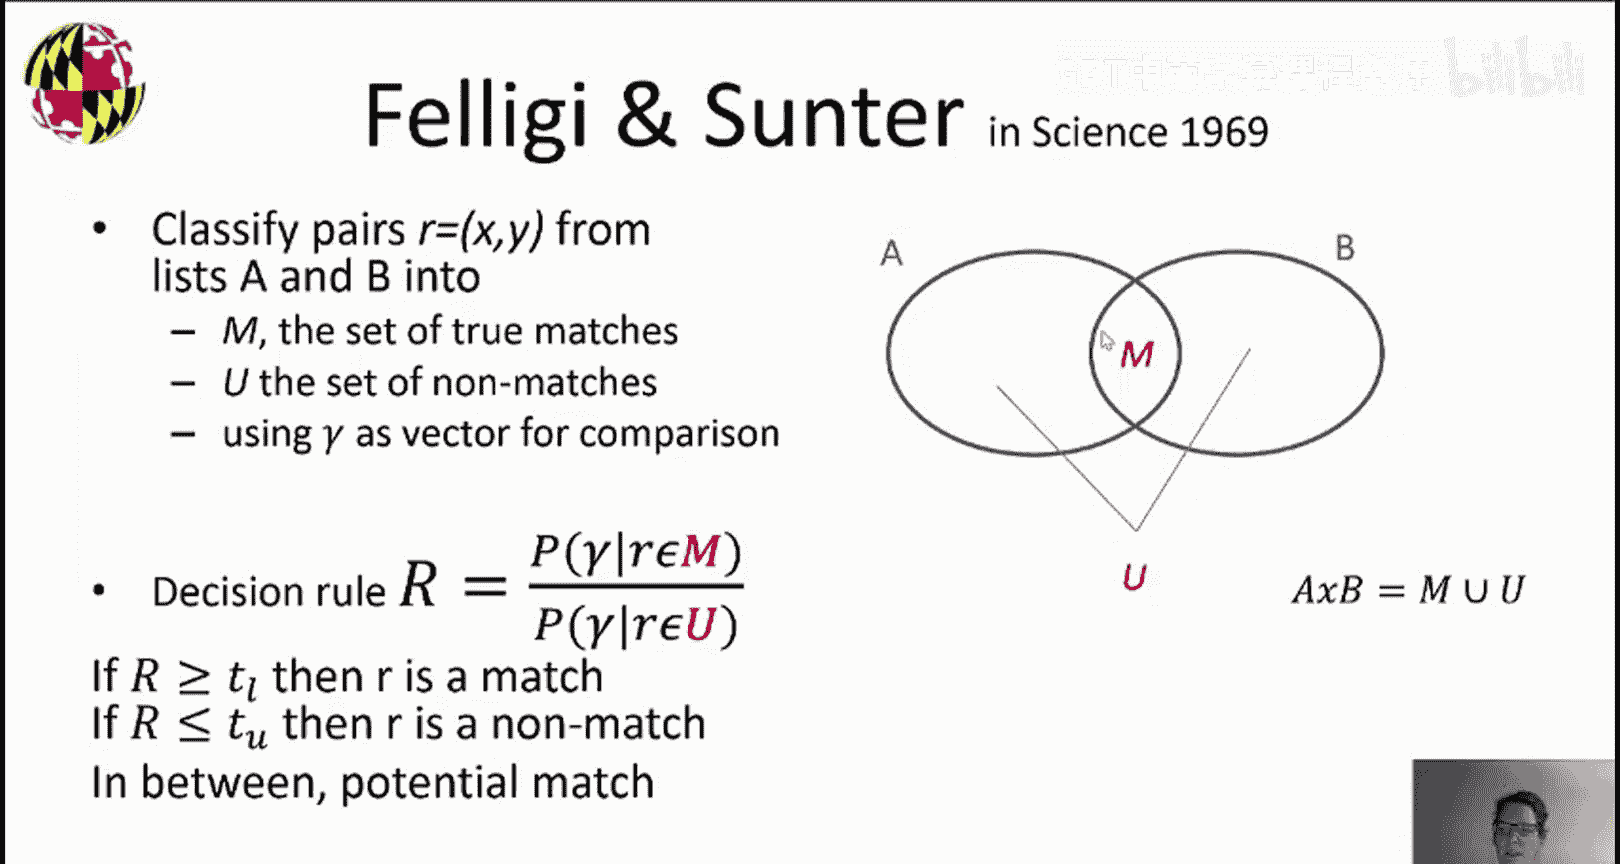 Felligi & Sunter in Science 1969
• Classify pairs r=(x,y) from
lists A and B into
– M, the set of true matches
– U the set of non-matches
– using γ as vector for comparison
• Decision rule R = P(γ|rϵM) / P(γ|rϵU)
If R ≥ t_l then r is a match
If R ≤ t_u then r is a non-match
In between, potential match
A
B
M
U
AxB = M ∪ U
bilibili